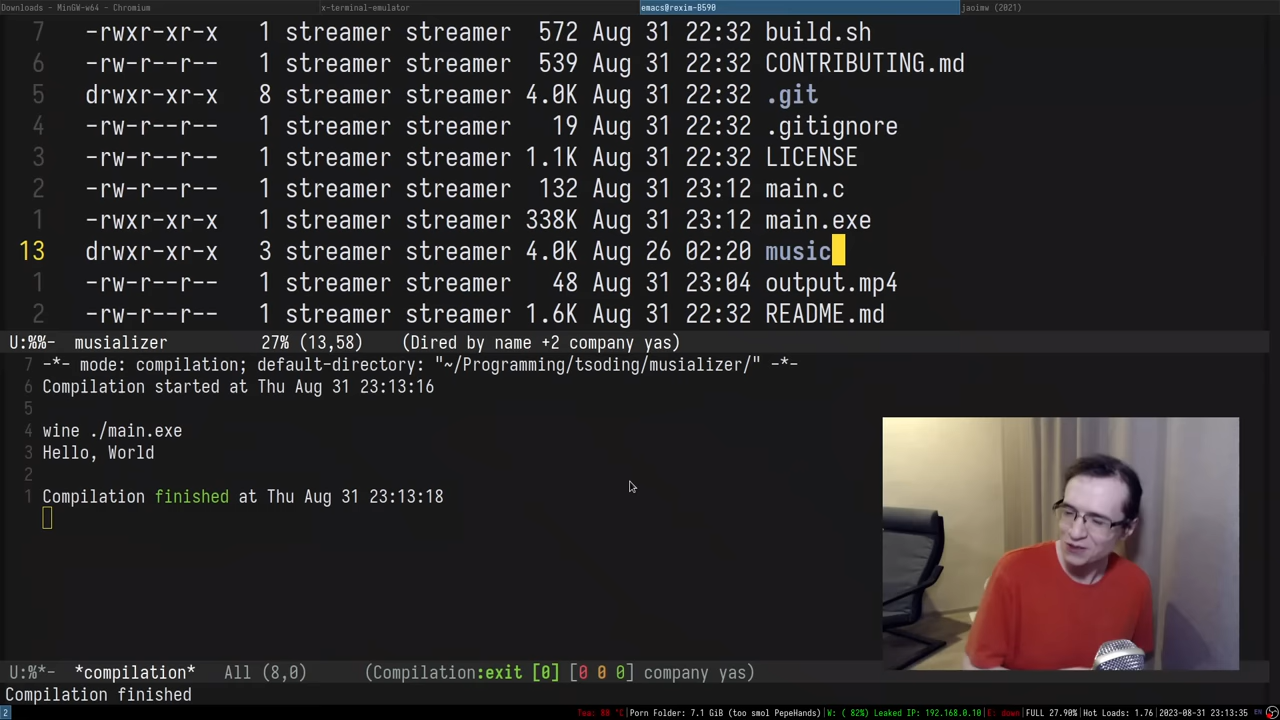 Downloads - MinGW-w64 - Chromium x-terminal-emulator emacs@rexim-B590 jaoimw (2021)
7 -rwxr-xr-x 1 streamer streamer 572 Aug 31 22:32 build.sh
6 -rw-r--r-- 1 streamer streamer 539 Aug 31 22:32 CONTRIBUTING.md
5 drwxr-xr-x 8 streamer streamer 4.0K Aug 31 22:32 .git
4 -rw-r--r-- 1 streamer streamer 19 Aug 31 22:32 .gitignore
3 -rw-r--r-- 1 streamer streamer 1.1K Aug 31 22:32 LICENSE
2 -rw-r--r-- 1 streamer streamer 132 Aug 31 23:12 main.c
1 -rwxr-xr-x 1 streamer streamer 338K Aug 31 23:12 main.exe
13 drwxr-xr-x 3 streamer streamer 4.0K Aug 26 02:20 music
1 -rw-r--r-- 1 streamer streamer 48 Aug 31 23:04 output.mp4
2 -rw-r--r-- 1 streamer streamer 1.6K Aug 31 22:32 README.md
U:%%- musializer 27% (13,58) (Dired by name +2 company yas)
7 -*- mode: compilation; default-directory: "~/Programming/tsoding/musializer/" -*-
6 Compilation started at Thu Aug 31 23:13:16
5
4 wine ./main.exe
3 Hello, World
2
1 Compilation finished at Thu Aug 31 23:13:18
U:%*- *compilation* All (8,0) (Compilation:exit [0] [0 0 0] company yas)
Compilation finished
2 Tea: 88 °C Porn Folder: 7.1 GiB (too smol PepeHands) W: ( 82%) Leaked IP: 192.168.0.10 E: down FULL 27.90% Hot Loads: 1.76 2023-08-31 23:13:35 EN